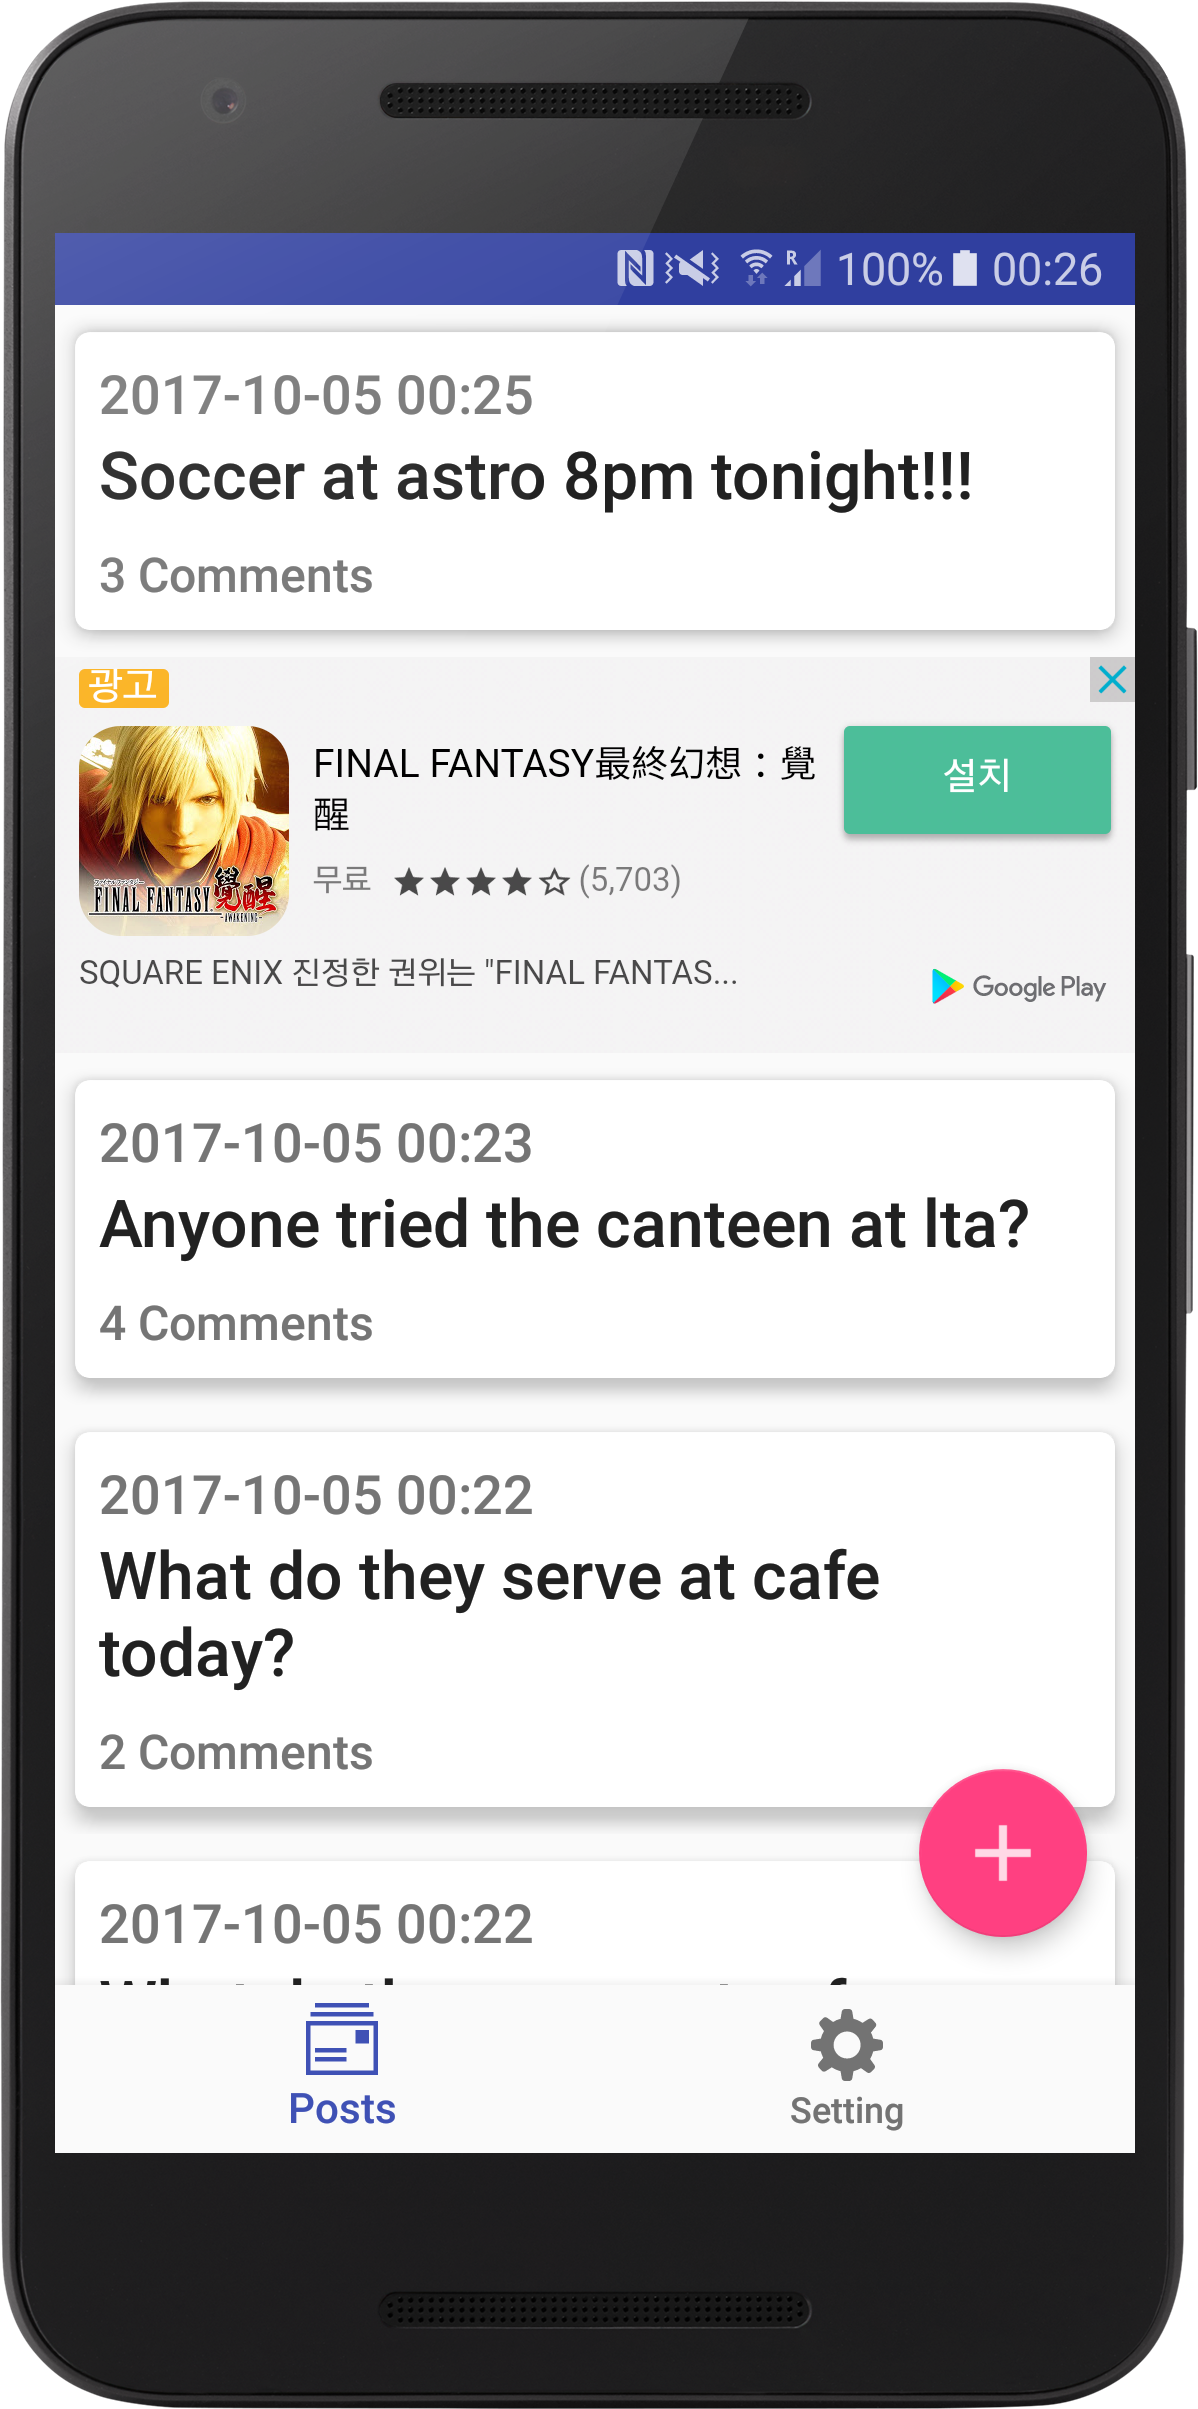 R 100% 00:26
2017-10-05 00:25
Soccer at astro 8pm tonight!!!
3 Comments
광고
FINAL FANTASY最終幻想：覺
醒
설치
무료 ★★★★☆ (5,703)
FINAL FANTASY 覺醒
-AWAKENING-
SQUARE ENIX 진정한 권위는 "FINAL FANTAS...
Google Play
2017-10-05 00:23
Anyone tried the canteen at lta?
4 Comments
2017-10-05 00:22
What do they serve at cafe
today?
2 Comments
2017-10-05 00:22
Posts
Setting